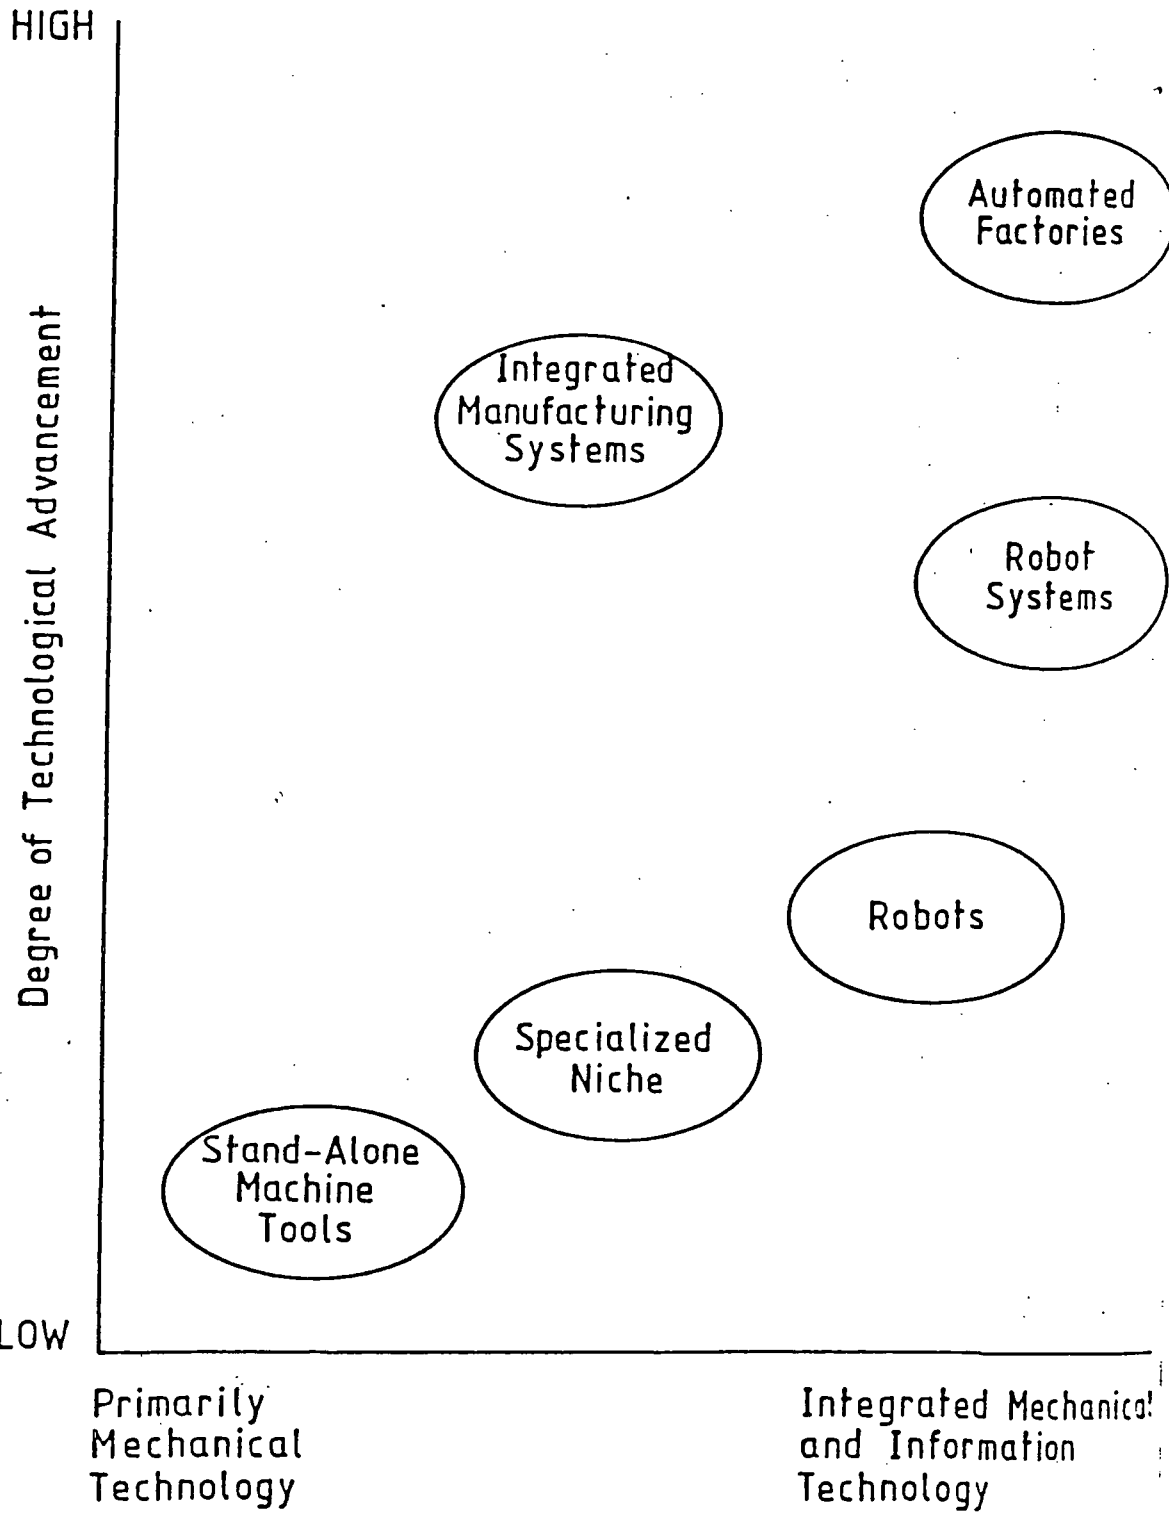 HIGH
Automated
Factories
Integrated
Manufacturing
Systems
Robot
Systems
Degree of Technological Advancement
Robots
Specialized
Niche
Stand-Alone
Machine
Tools
LOW
Primarily
Mechanical
Technology
Integrated Mechanical
and Information
Technology